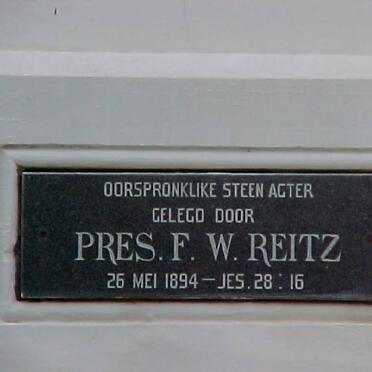 OORSPRONKLIKE STEEN AGTER
GELEGD DOOR
PRES. F. W. REITZ
26 MEI 1894 — JES. 28 : 16